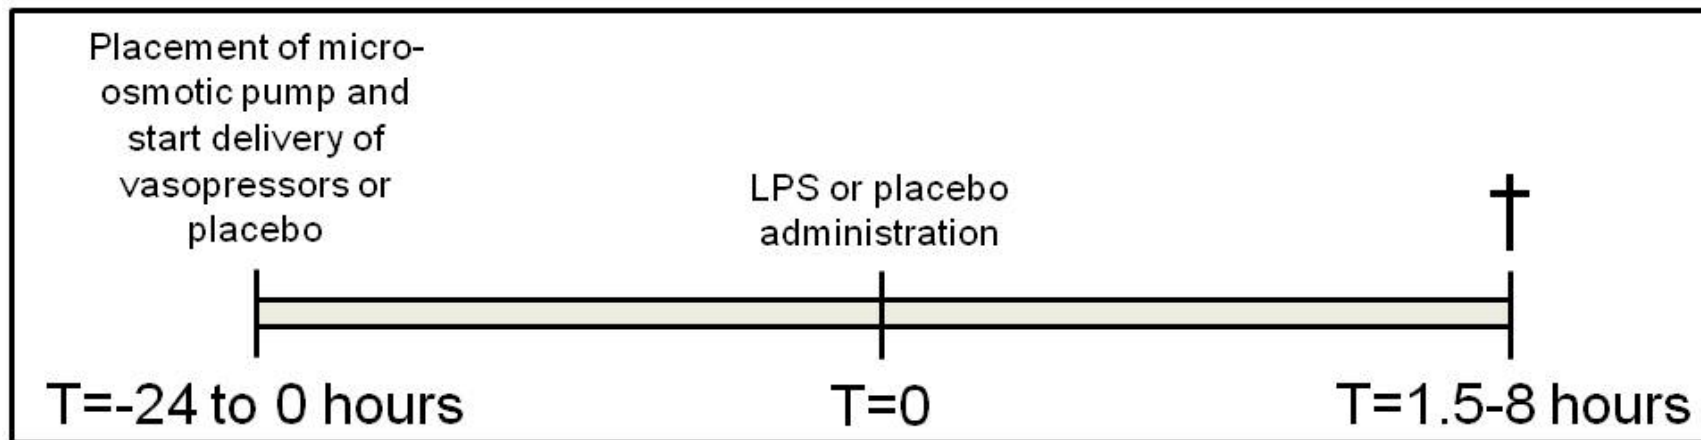 Placement of micro-
osmotic pump and
start delivery of
vasopressors or
placebo
LPS or placebo
administration
T=-24 to 0 hours
T=0
T=1.5-8 hours